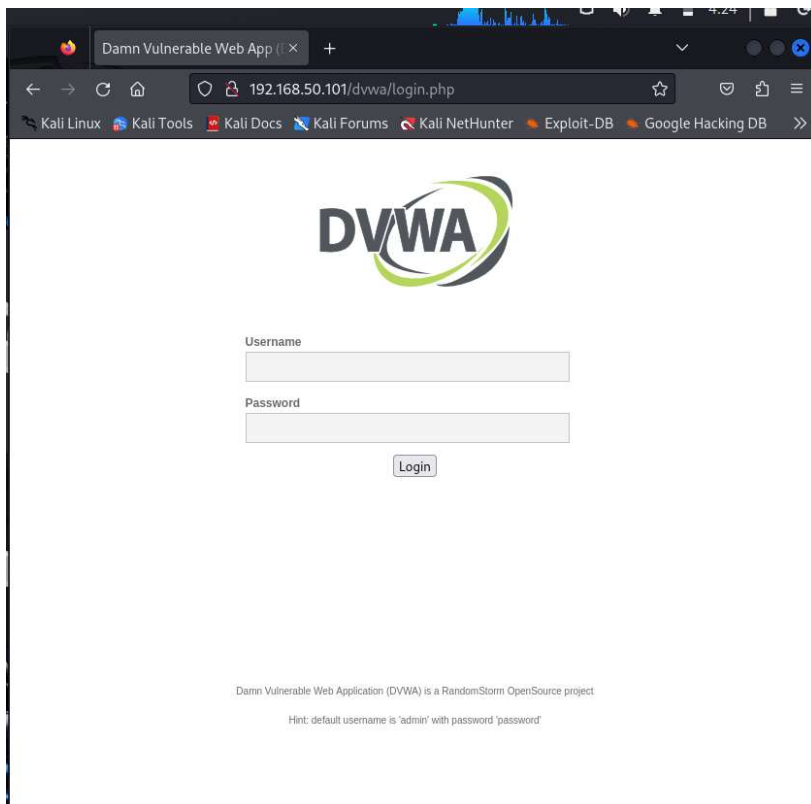 4:24
Damn Vulnerable Web App (
192.168.50.101/dvwa/login.php
Kali Linux Kali Tools Kali Docs Kali Forums Kali NetHunter Exploit-DB Google Hacking DB
DVWA
Username
Password
Login
Damn Vulnerable Web Application (DVWA) is a RandomStorm OpenSource project
Hint: default username is 'admin' with password 'password'